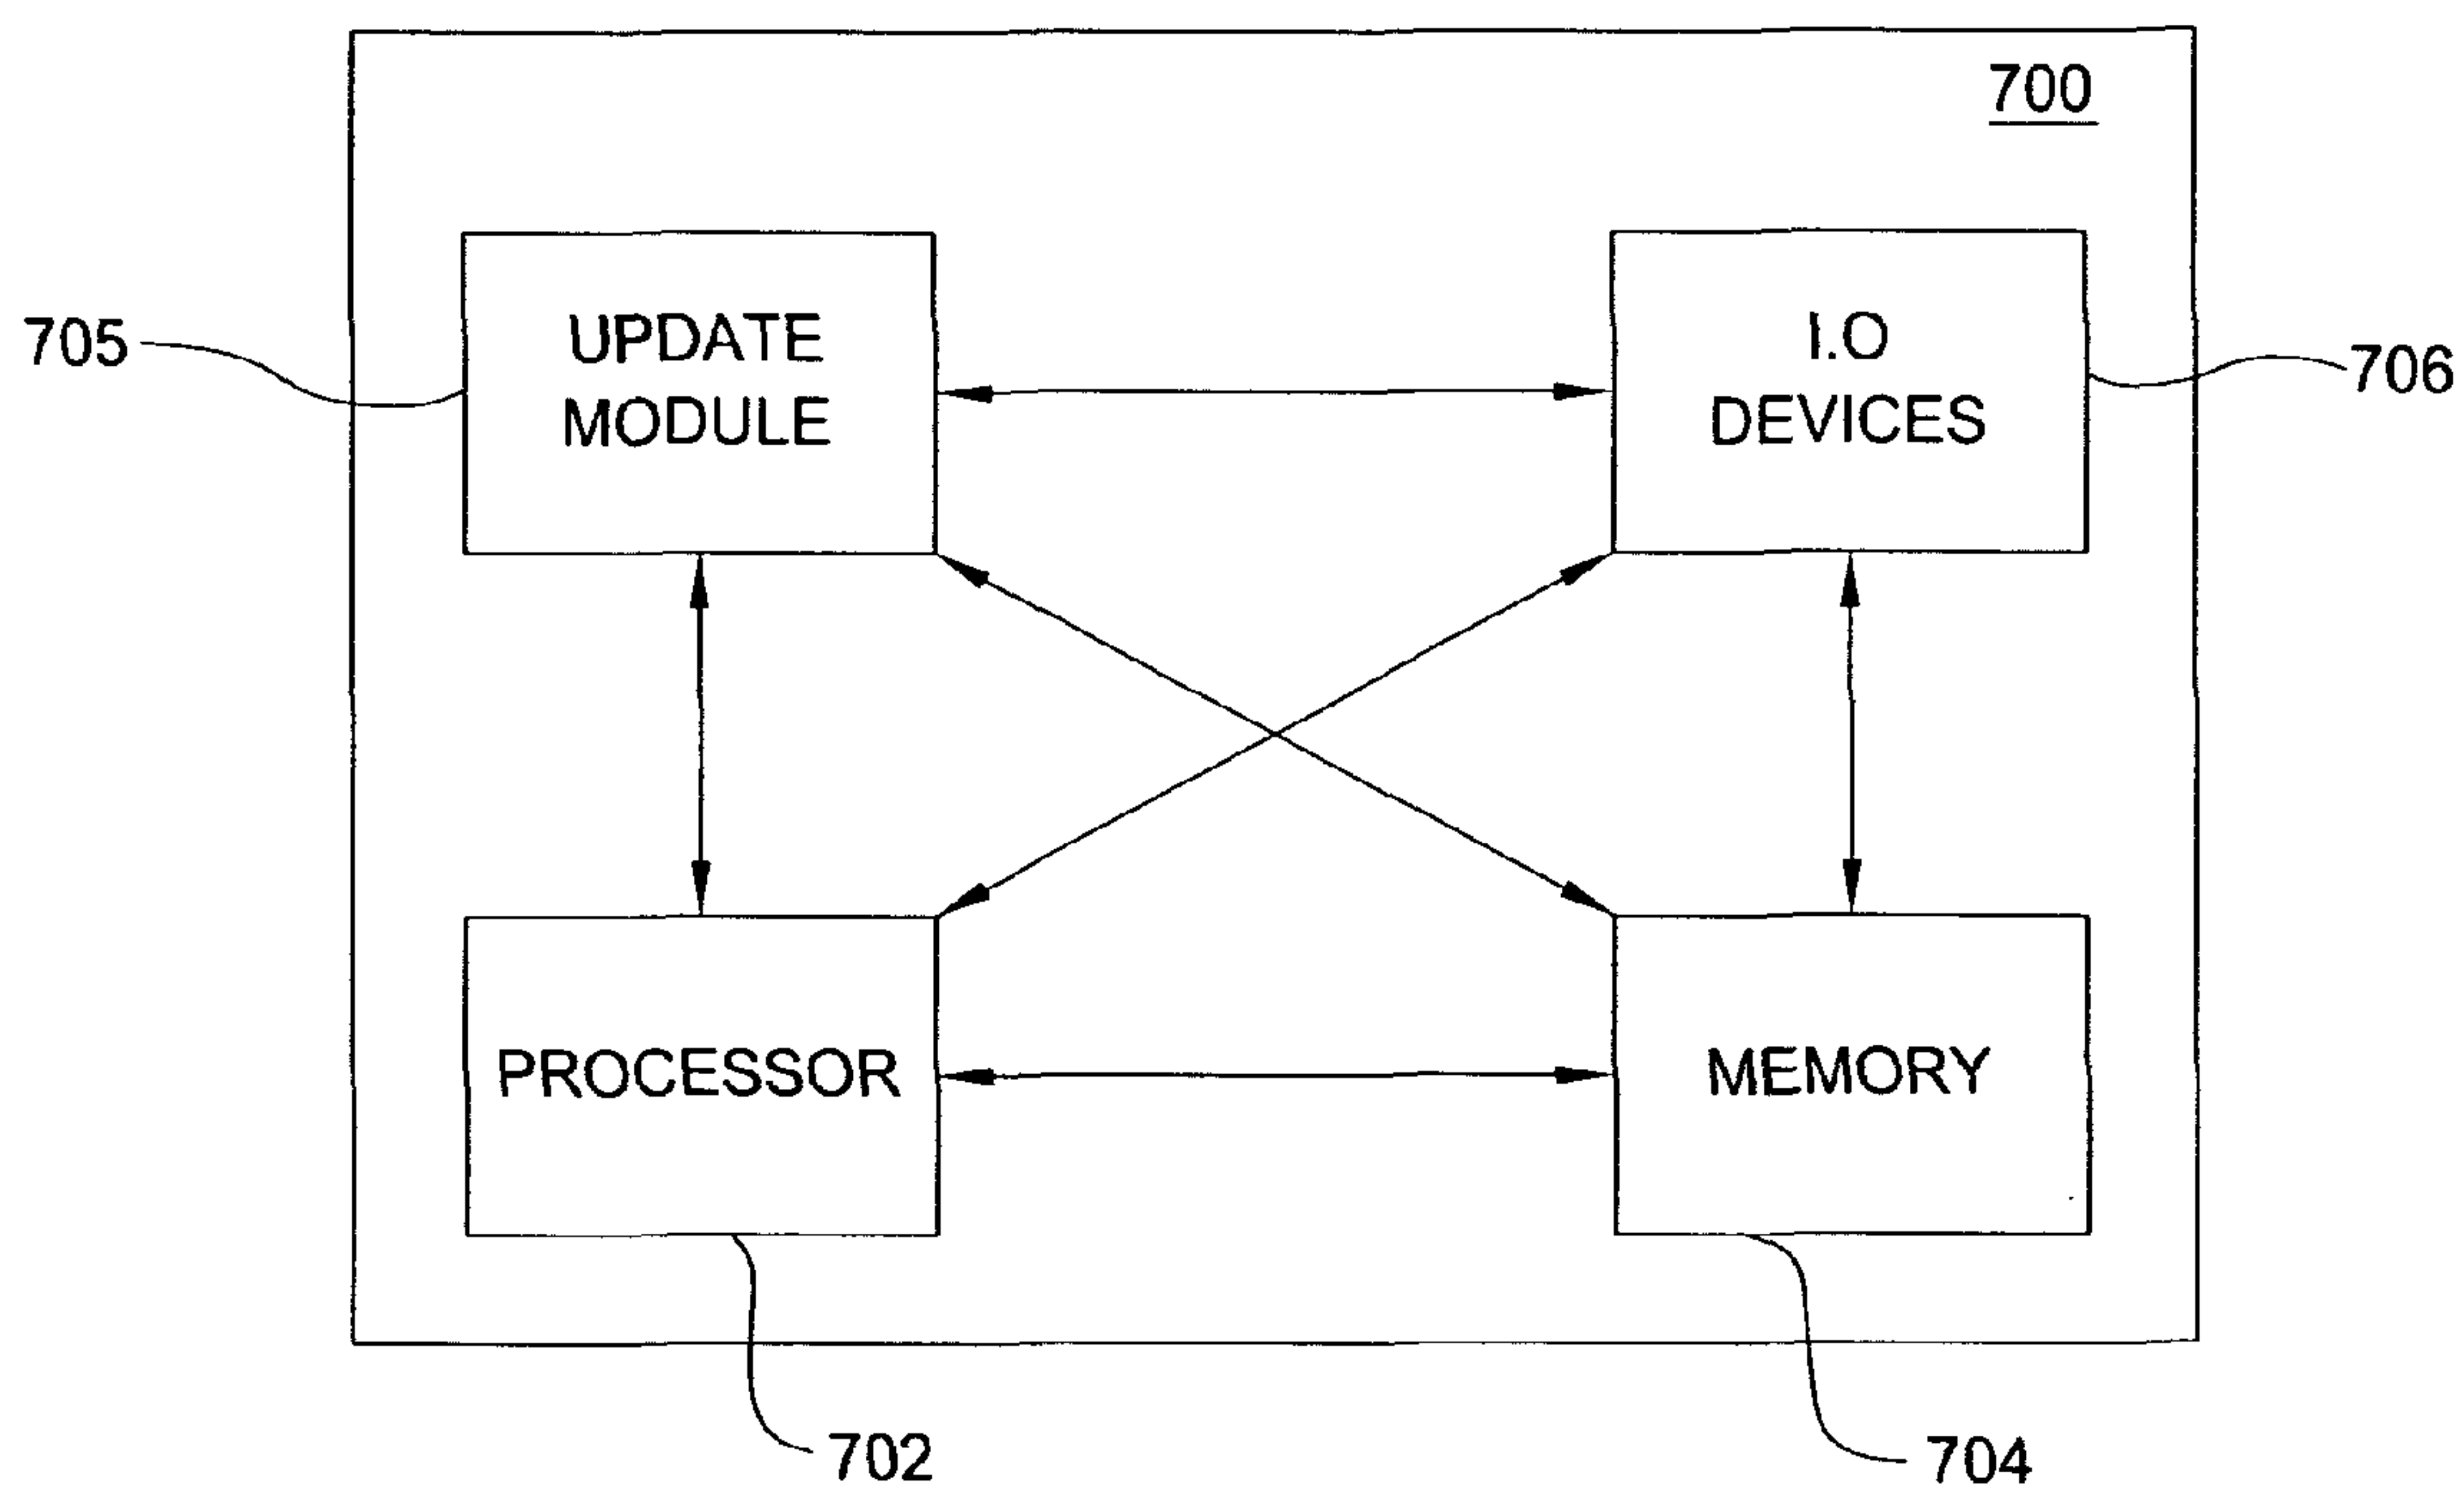 700
705
UPDATE
MODULE
I.O
DEVICES
706
PROCESSOR
MEMORY
702
704